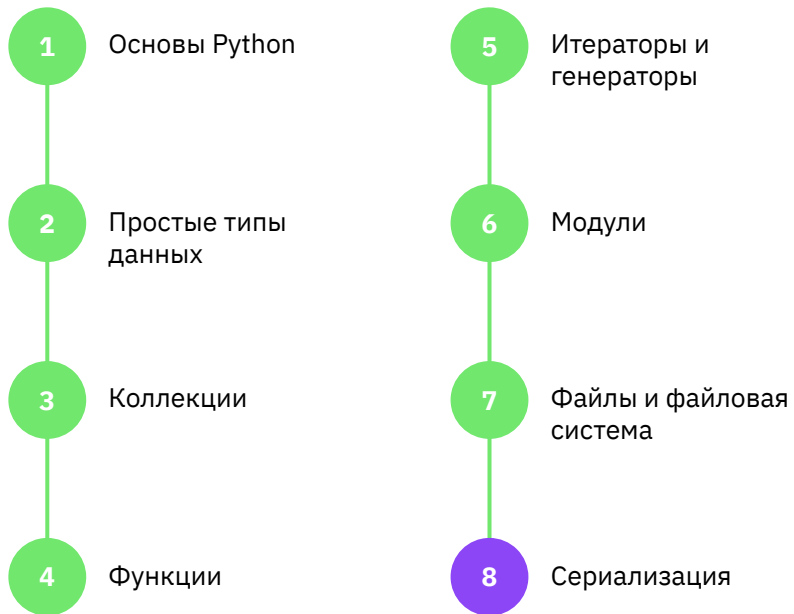 1
Основы Python
2
Простые типы
данных
3
Коллекции
4
Функции
5
Итераторы и
генераторы
6
Модули
7
Файлы и файловая
система
8
Сериализация